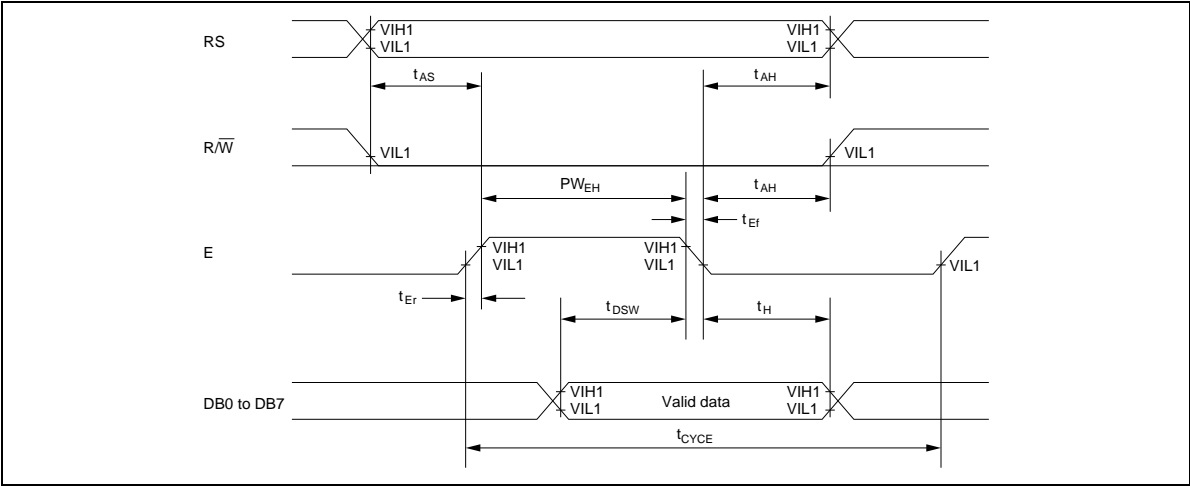 RS
VIH1
VIL1
VIH1
VIL1
tAS
tAH
R/W̅
VIL1
VIL1
PWEH
tAH
tEf
E
VIH1
VIL1
VIH1
VIL1
VIL1
tEr
tDSW
tH
DB0 to DB7
VIH1
VIL1
Valid data
VIH1
VIL1
tCYCE